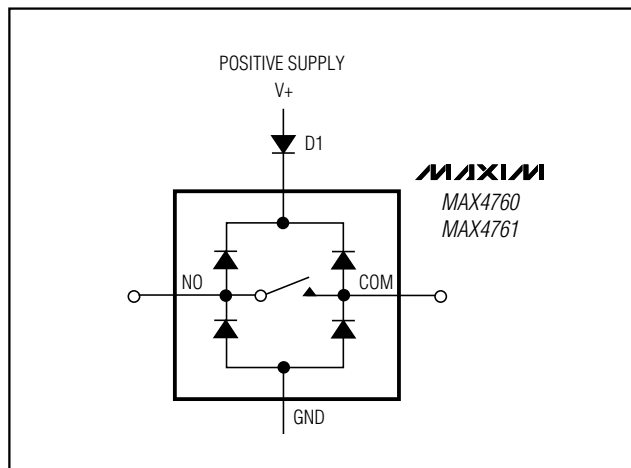 POSITIVE SUPPLY
V+
D1
MAXIM
MAX4760
MAX4761
NO
COM
GND